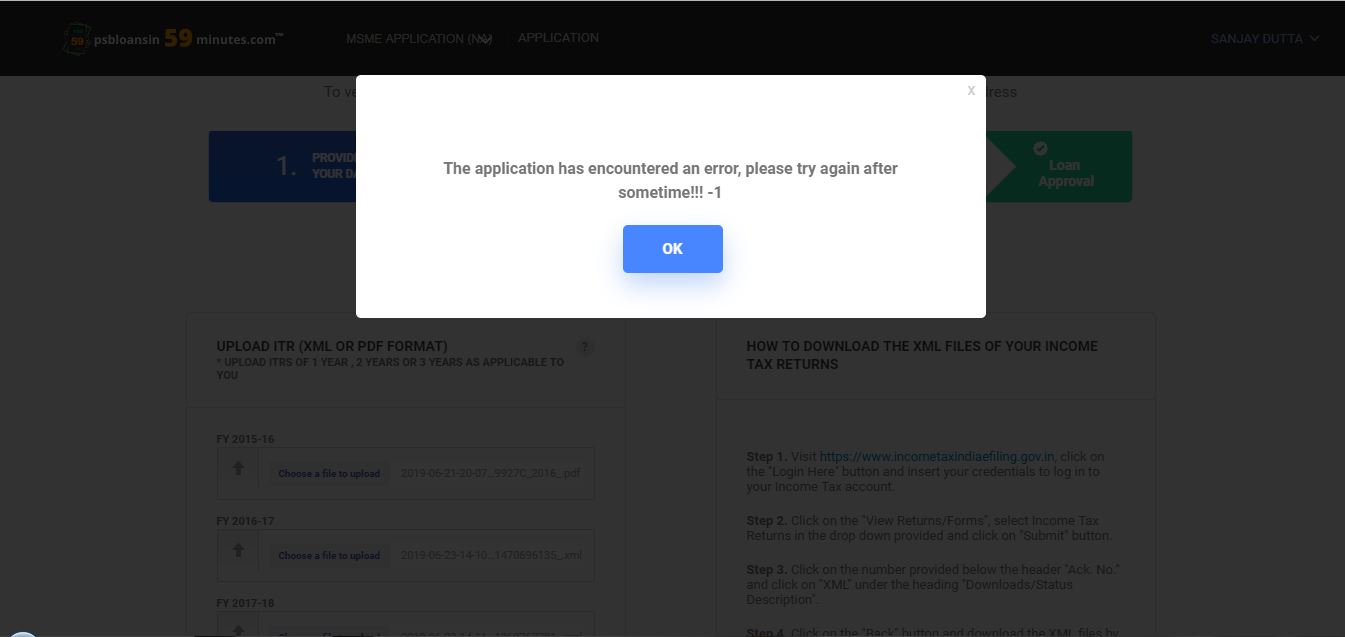 psbloansin 59 minutes.com™
MSME APPLICATION (N
APPLICATION
SANJAY DUTTA
To ve
ress
1.
PROVID
YOUR DA
Loan
Approval
X
The application has encountered an error, please try again after
sometime!!! -1
OK
UPLOAD ITR (XML OR PDF FORMAT)
?
* UPLOAD ITRS OF 1 YEAR , 2 YEARS OR 3 YEARS AS APPLICABLE TO
YOU
FY 2015-16
Choose a file to upload 2019-06-21-20-07...9927C_2016_.pdf
FY 2016-17
Choose a file to upload 2019-06-23-14-10...1470696135_.xml
FY 2017-18
Choose a file to upload
HOW TO DOWNLOAD THE XML FILES OF YOUR INCOME
TAX RETURNS
Step 1. Visit https://www.incometaxindiaefiling.gov.in, click on
the "Login Here" button and insert your credentials to log in to
your Income Tax account.
Step 2. Click on the "View Returns/Forms", select Income Tax
Returns in the drop down provided and click on "Submit" button.
Step 3. Click on the number provided below the header "Ack. No."
and click on "XML" under the heading "Downloads/Status
Description".
Step 4. Click on the "Back" button and download the XML files by